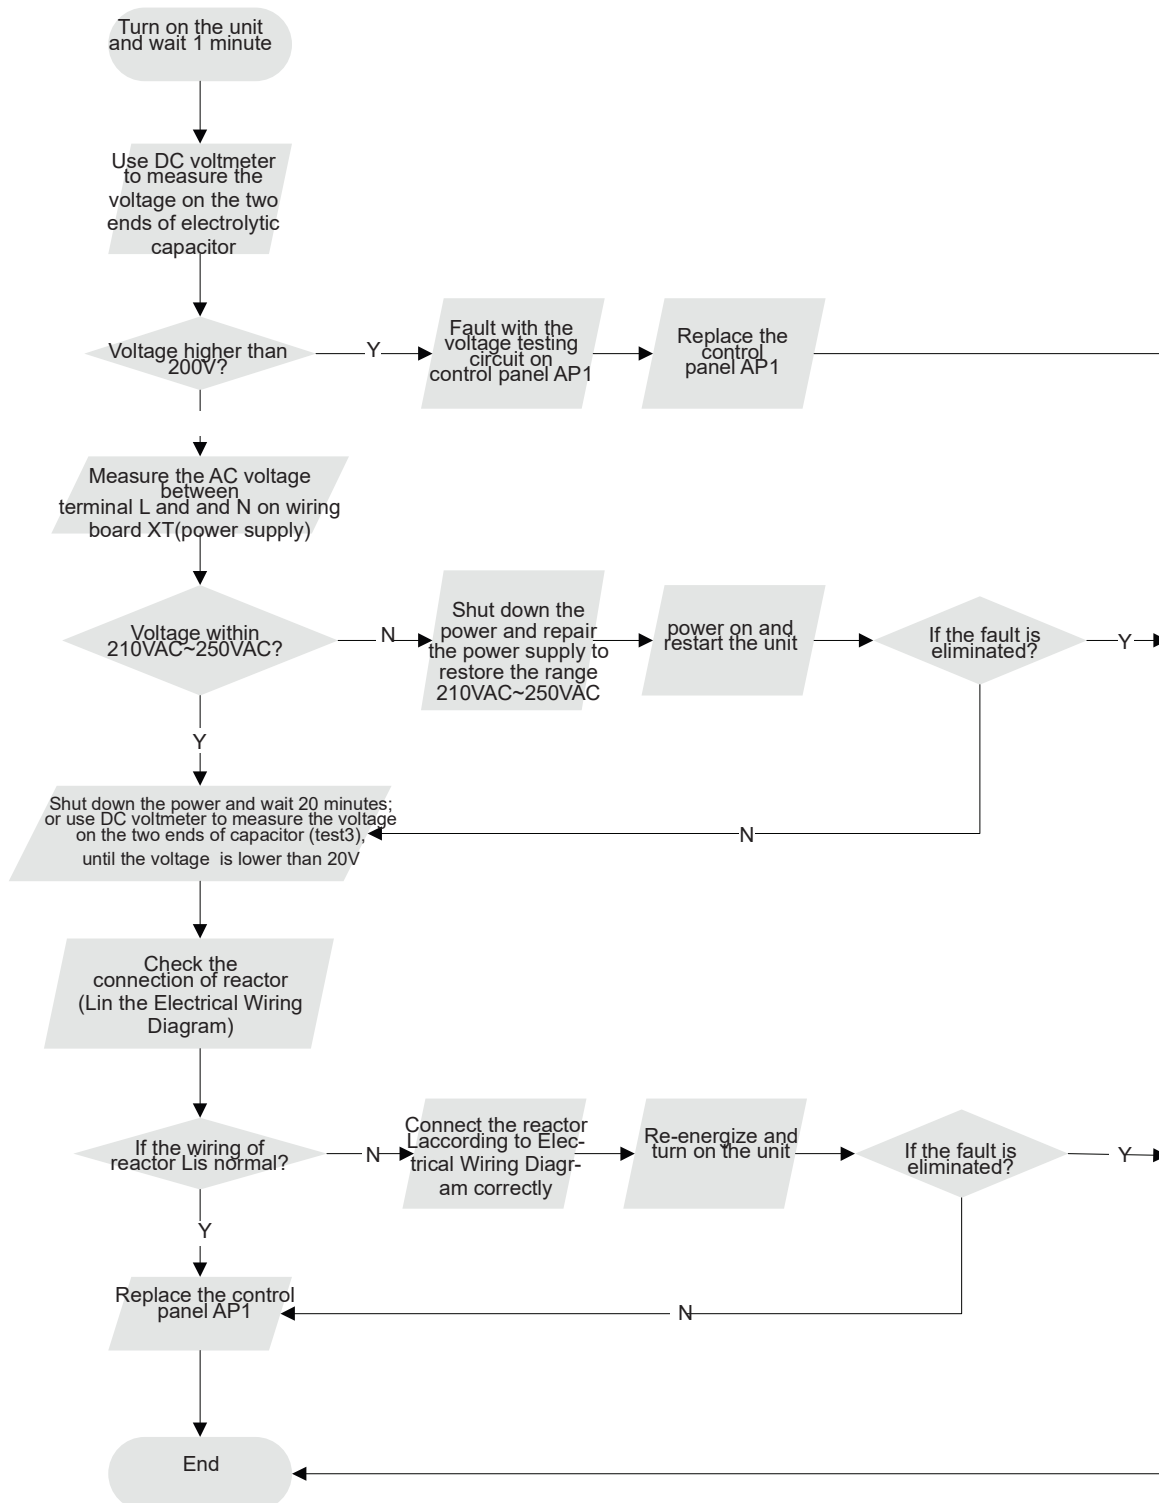 Turn on the unit
and wait 1 minute
Use DC voltmeter
to measure the
voltage on the two
ends of electrolytic
capacitor
Voltage higher than
200V?
Y
Fault with the
voltage testing
circuit on
control panel AP1
Replace the
control
panel AP1
Measure the AC voltage
between
terminal L and and N on wiring
board XT(power supply)
Voltage within
210VAC~250VAC?
N
Shut down the
power and repair
the power supply to
restore the range
210VAC~250VAC
power on and
restart the unit
If the fault is
eliminated?
Y
Y
Shut down the power and wait 20 minutes;
or use DC voltmeter to measure the voltage
on the two ends of capacitor (test3),
until the voltage is lower than 20V
N
Check the
connection of reactor
(Lin the Electrical Wiring
Diagram)
If the wiring of
reactor Lis normal?
N
Connect the reactor
Laccording to Elec-
trical Wiring Diagr-
am correctly
Re-energize and
turn on the unit
If the fault is
eliminated?
Y
Y
Replace the control
panel AP1
N
End